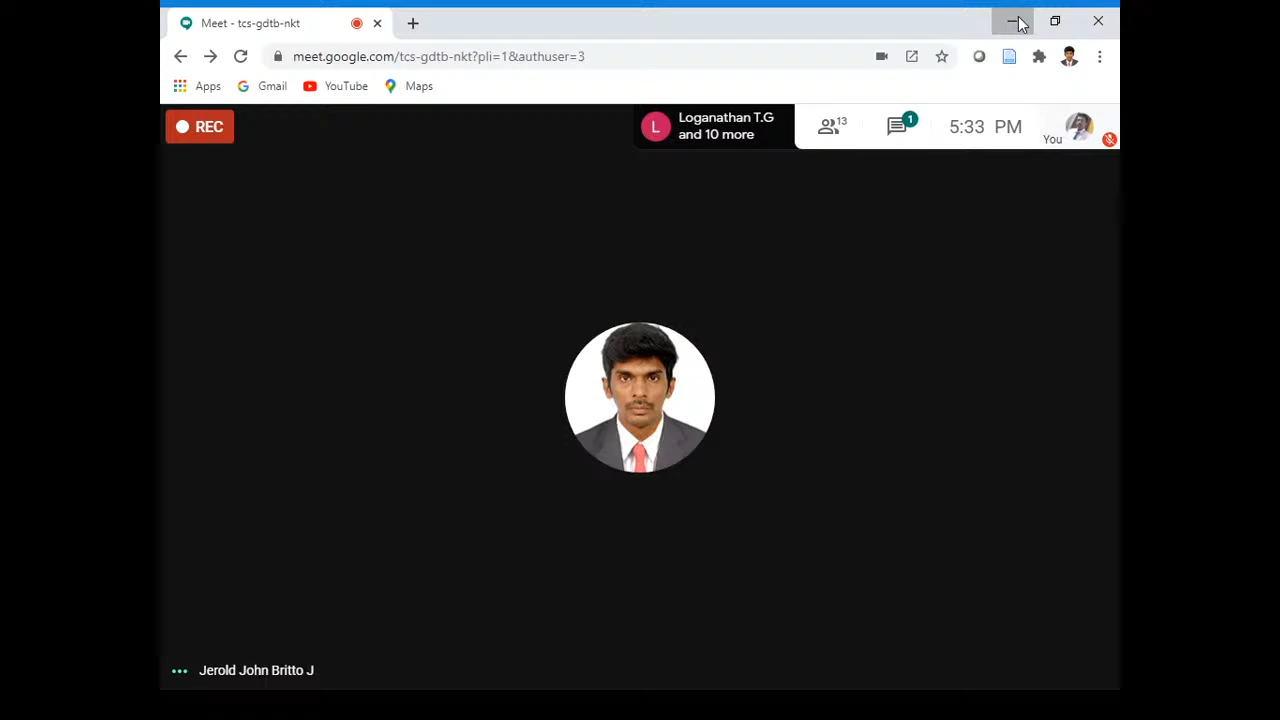 Meet - tcs-gdtb-nkt
meet.google.com/tcs-gdtb-nkt?pli=1&authuser=3
Apps
Gmail
YouTube
Maps
REC
L
Loganathan T.G
and 10 more
13
1
5:33 PM
You
Jerold John Britto J